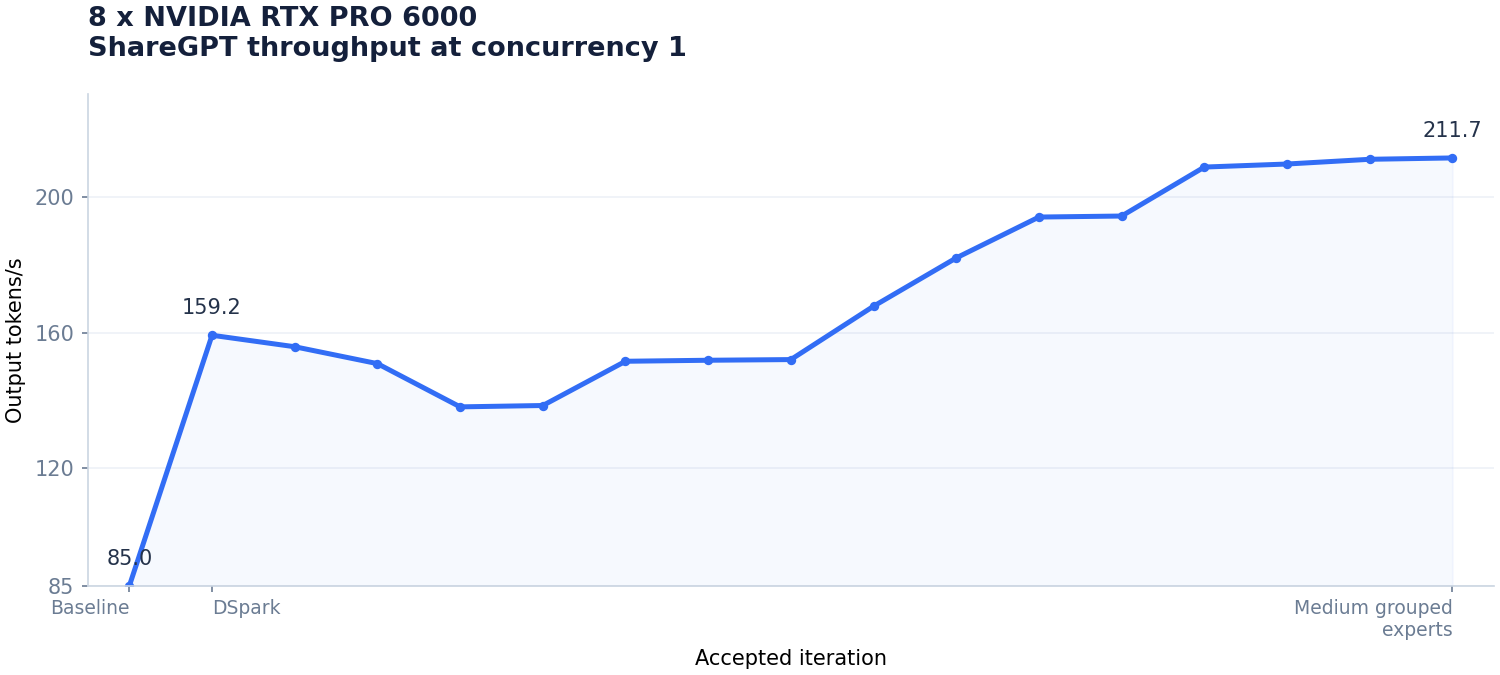 8 x NVIDIA RTX PRO 6000
ShareGPT throughput at concurrency 1
Output tokens/s
200
160
120
85
85.0
159.2
211.7
Baseline
DSpark
Medium grouped
experts
Accepted iteration